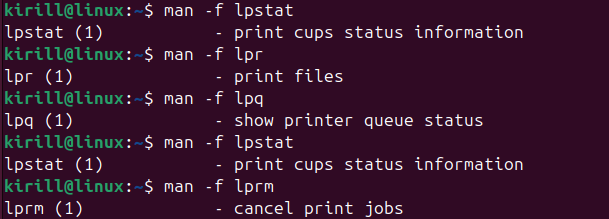 kirill@linux:~$ man -f lpstat
lpstat (1)           - print cups status information
kirill@linux:~$ man -f lpr
lpr (1)              - print files
kirill@linux:~$ man -f lpq
lpq (1)              - show printer queue status
kirill@linux:~$ man -f lpstat
lpstat (1)           - print cups status information
kirill@linux:~$ man -f lprm
lprm (1)             - cancel print jobs